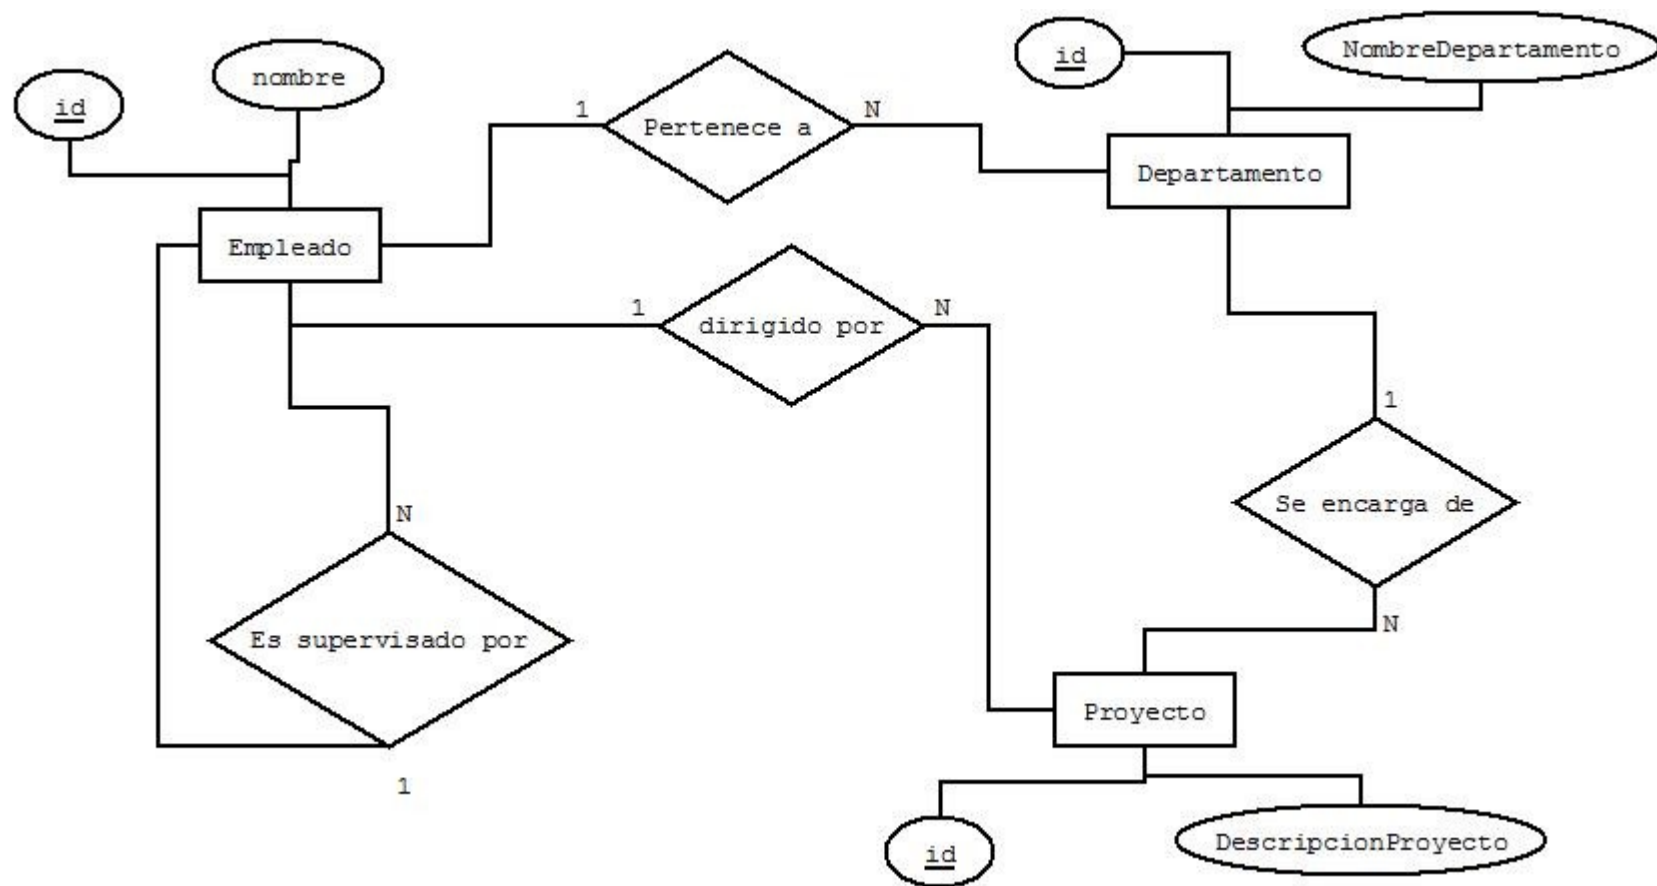 id
nombre
id
NombreDepartamento
1
Pertenece a
N
Departamento
Empleado
1
dirigido por
N
1
Se encarga de
N
N
Es supervisado por
1
Proyecto
id
DescripcionProyecto